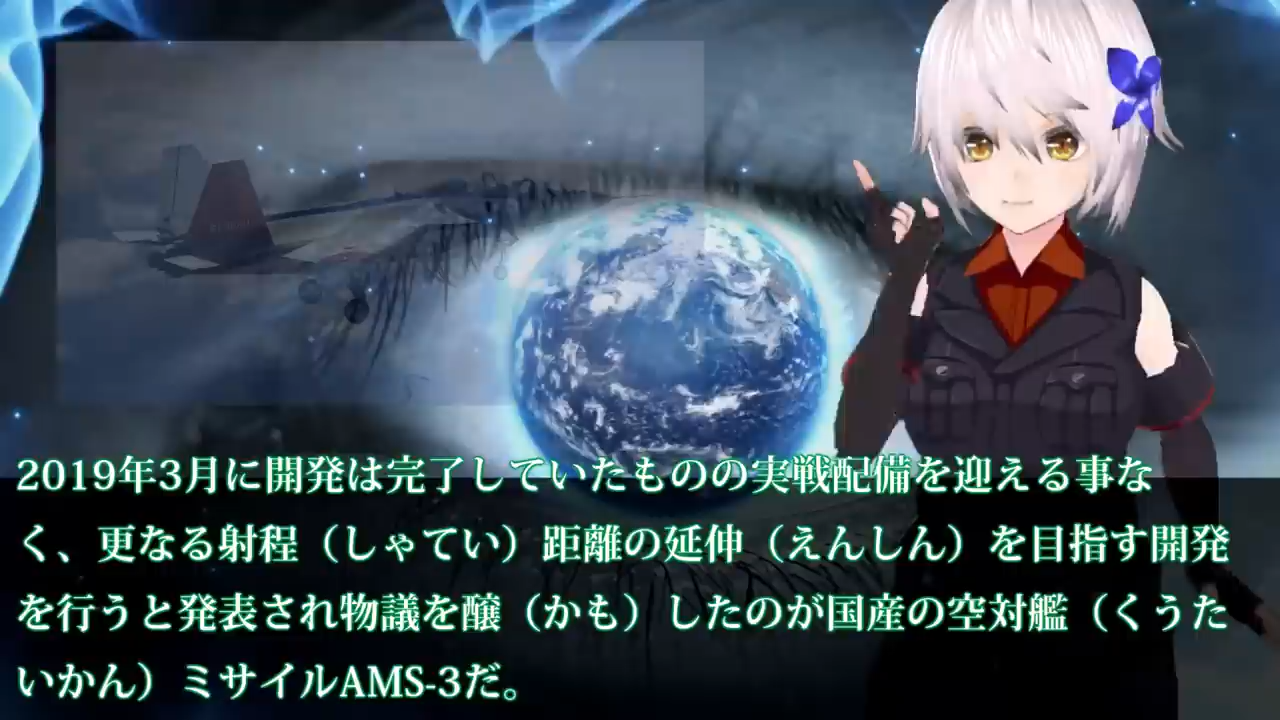 2019年3月に開発は完了していたものの実戦配備を迎える事な
く、更なる射程（しゃてい）距離の延伸（えんしん）を目指す開発
を行うと発表され物議を醸（かも）したのが国産の空対艦（くうた
いかん）ミサイルAMS-3だ。